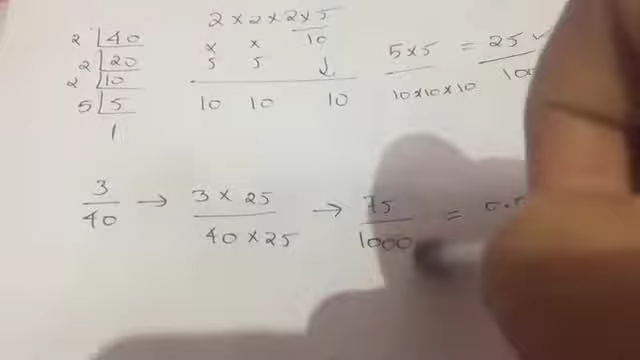 2 | 40
2 | 20
2 | 10
5 | 5
1
2 × 2 × 2 × 5
× × 10
5 5 ↓
10 10 10
5 × 5 / 10 × 10 × 10 = 25
3 / 40 → 3 × 25 / 40 × 25 → 75 / 1000 = 0.